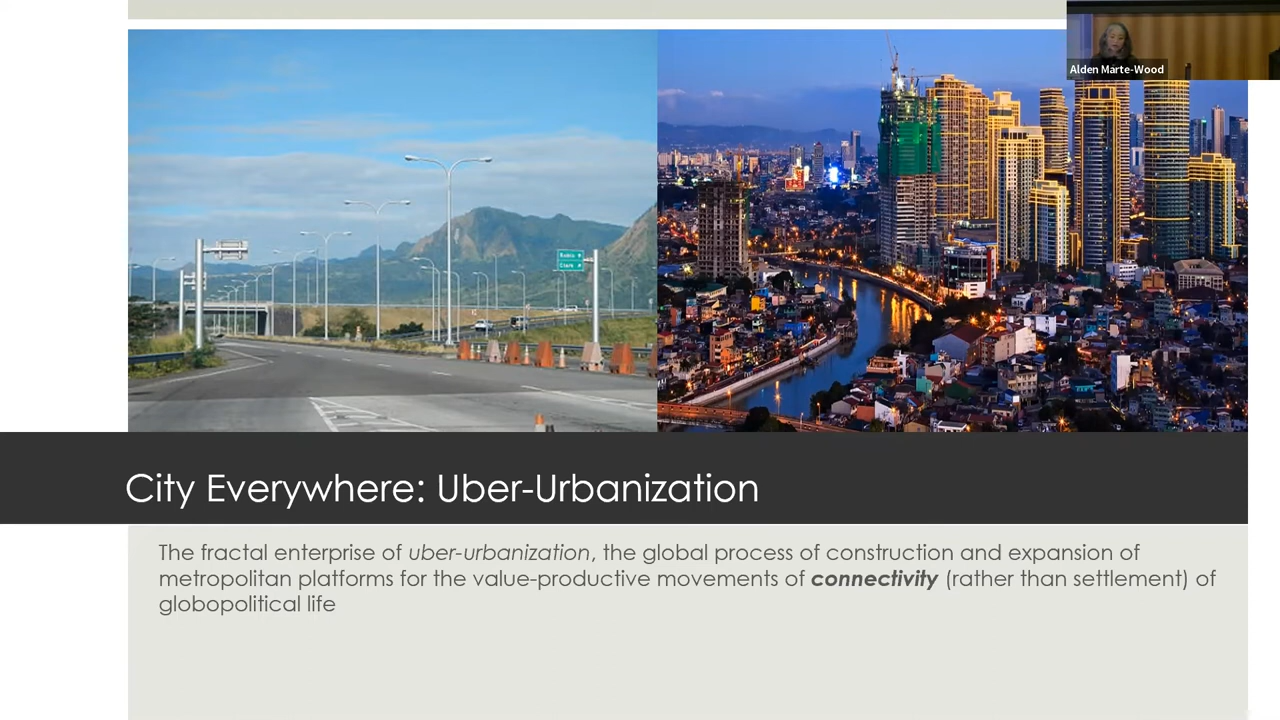 Alden Marte-Wood
City Everywhere: Uber-Urbanization
The fractal enterprise of uber-urbanization, the global process of construction and expansion of
metropolitan platforms for the value-productive movements of connectivity (rather than settlement) of
globopolitical life